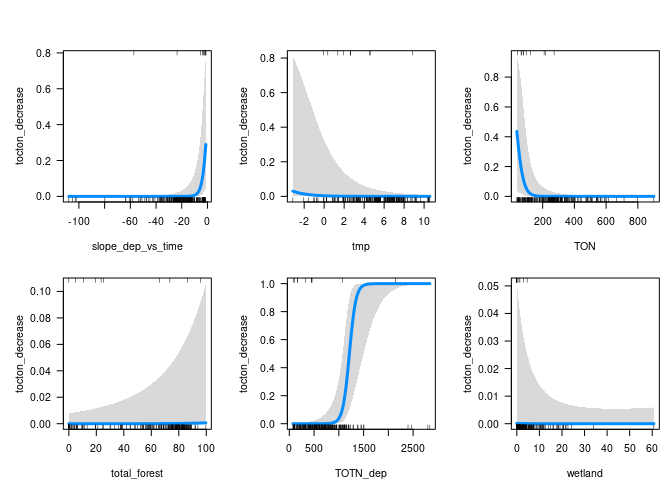 0.8
0.6
0.4
0.2
0.0
tocton_decrease
-100 -60 -40 -20 0
slope_dep_vs_time
0.8
0.6
0.4
0.2
0.0
tocton_decrease
-2 0 2 4 6 8 10
tmp
0.8
0.6
0.4
0.2
0.0
tocton_decrease
200 400 600 800
TON
0.10
0.08
0.06
0.04
0.02
0.00
tocton_decrease
0 20 40 60 80 100
total_forest
1.0
0.8
0.6
0.4
0.2
0.0
tocton_decrease
0 500 1500 2500
TOTN_dep
0.05
0.04
0.03
0.02
0.01
0.00
tocton_decrease
0 10 20 30 40 50 60
wetland